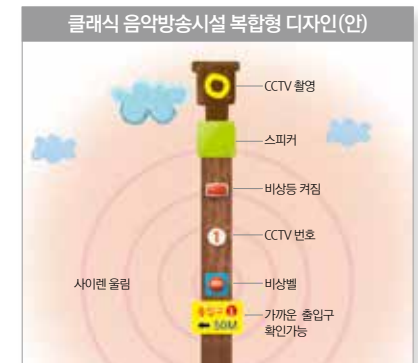 클래식 음악방송시설 복합형 디자인(안)
CCTV 촬영
스피커
비상등 켜짐
1
CCTV 번호
사이렌 울림
비상벨
출입구 1
← 50M
가까운 출입구
확인가능